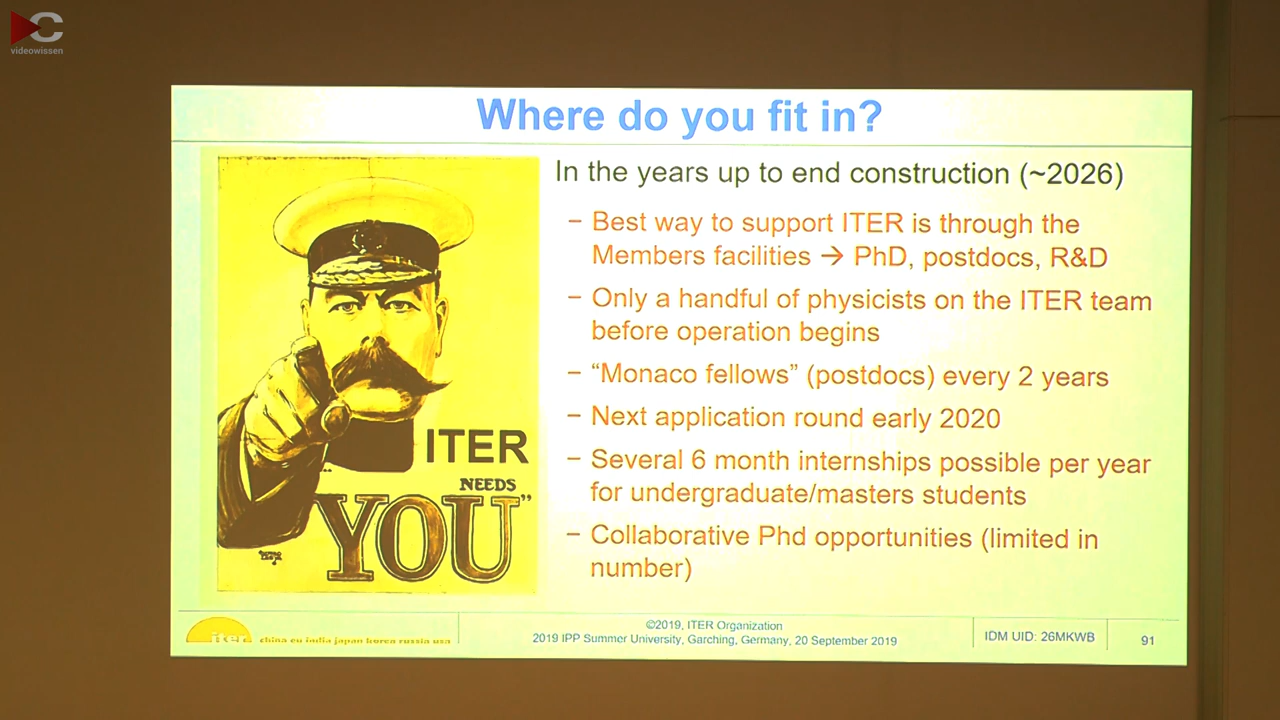 C
videowissen
Where do you fit in?
In the years up to end construction (~2026)
– Best way to support ITER is through the
Members facilities → PhD, postdocs, R&D
– Only a handful of physicists on the ITER team
before operation begins
– “Monaco fellows” (postdocs) every 2 years
– Next application round early 2020
– Several 6 month internships possible per year
for undergraduate/masters students
– Collaborative Phd opportunities (limited in
number)
ITER
NEEDS
YOU”
iter
china eu india japan korea russia usa
©2019, ITER Organization
2019 IPP Summer University, Garching, Germany, 20 September 2019
IDM UID: 26MKWB
91